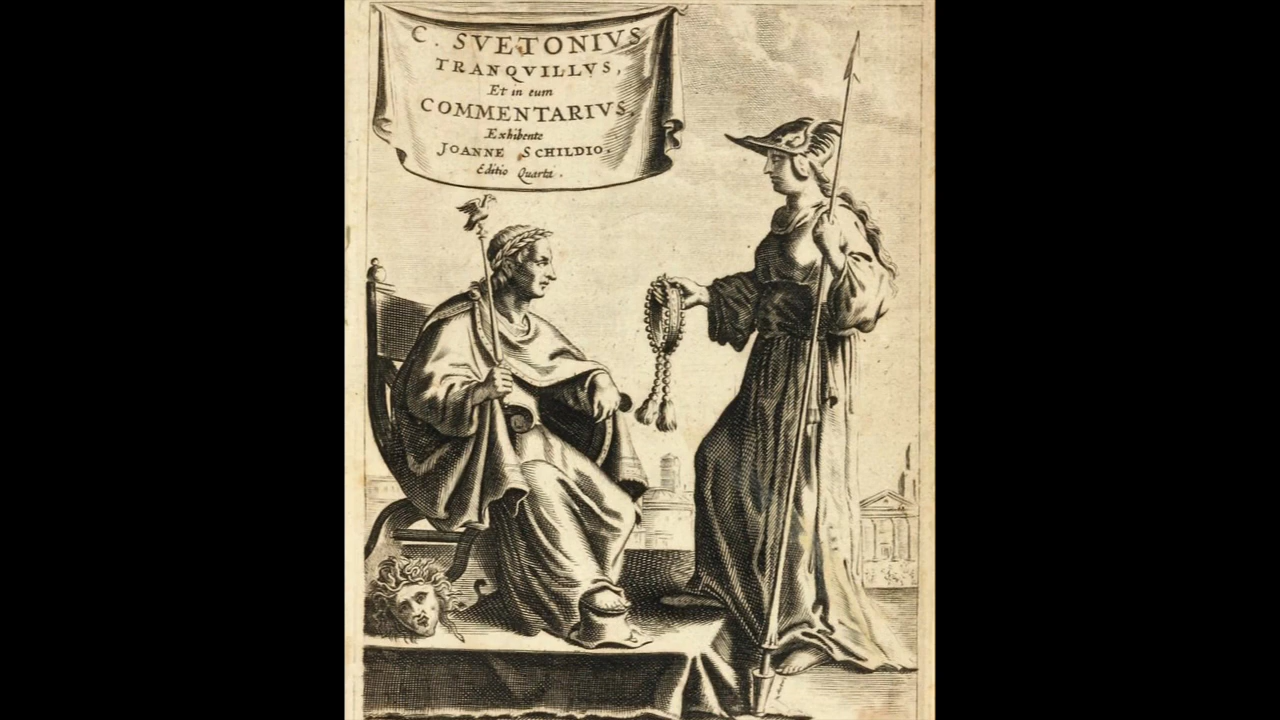 C. SVETONIVS
TRANQVILLVS,
Et in eum
COMMENTARIVS,
Exhibente
JOANNE SCHILDIO.
Editio Quarta.